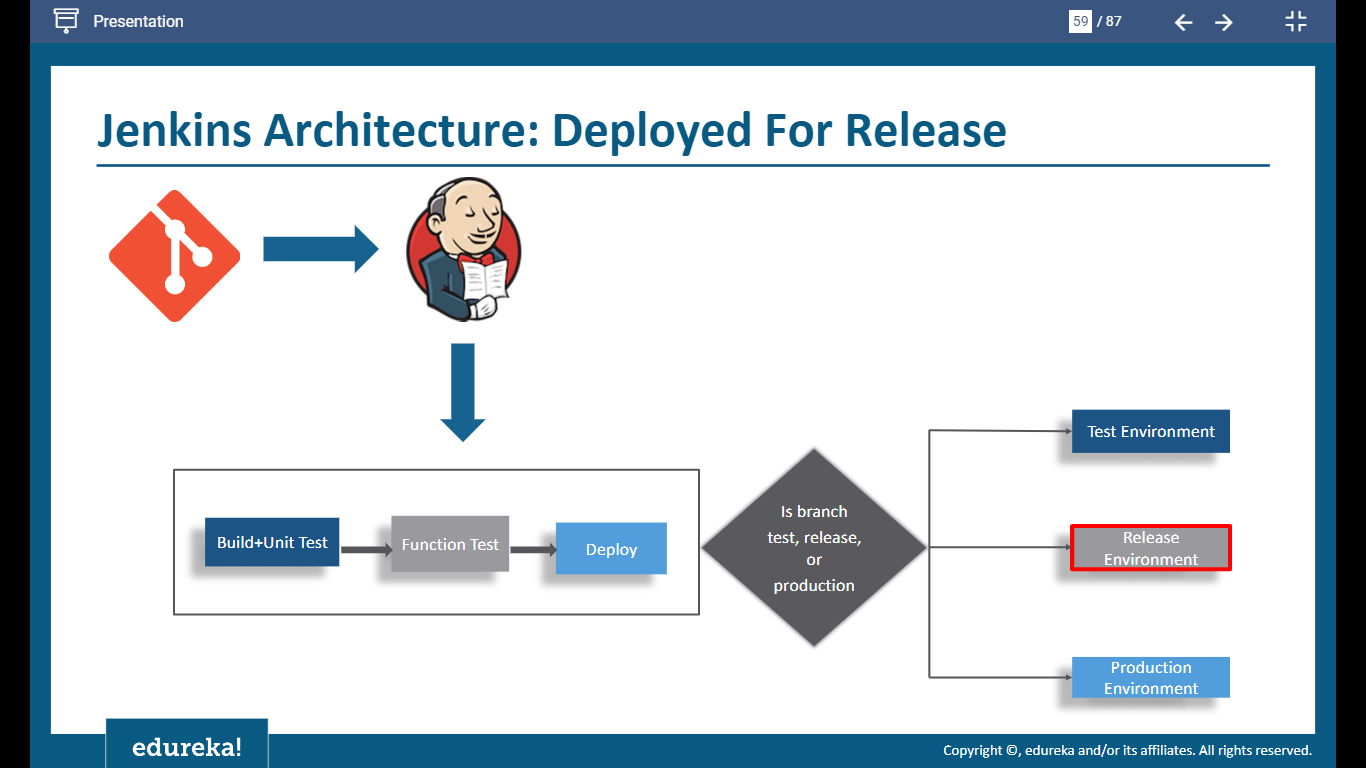 Presentation
59 / 87
Jenkins Architecture: Deployed For Release
Build+Unit Test
Function Test
Deploy
Is branch
test, release,
or
production
Test Environment
Release
Environment
Production
Environment
edureka!
Copyright ©, edureka and/or its affiliates. All rights reserved.